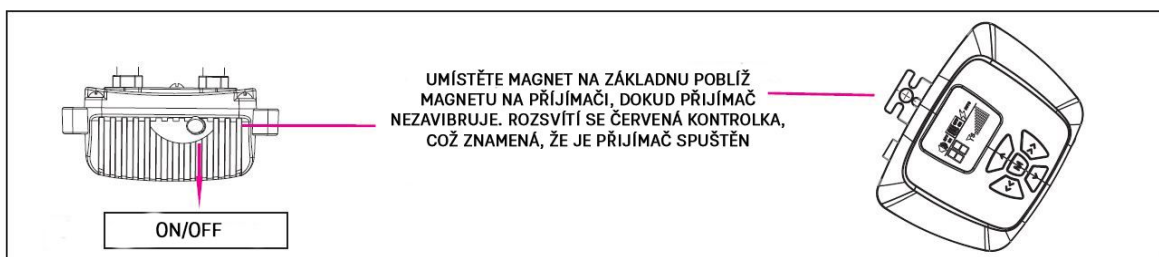 UMÍSTĚTE MAGNET NA ZÁKLADNU POBLÍŽ
MAGNETU NA PŘÍJÍMAČI, DOKUD PŘIJÍMAČ
NEZAVIBRUJE. ROZSVÍTÍ SE ČERVENÁ KONTROLKA,
COŽ ZNAMENÁ, ŽE JE PŘIJÍMAČ SPUŠTĚN
ON/OFF